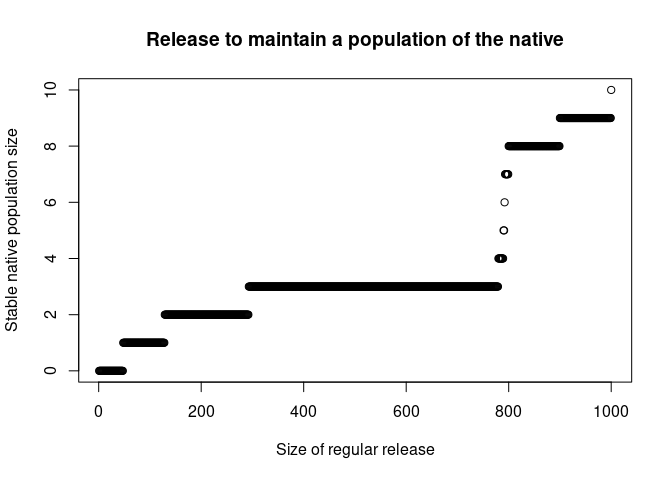 Release to maintain a population of the native
Stable native population size
10
8
6
4
2
0
0 200 400 600 800 1000
Size of regular release